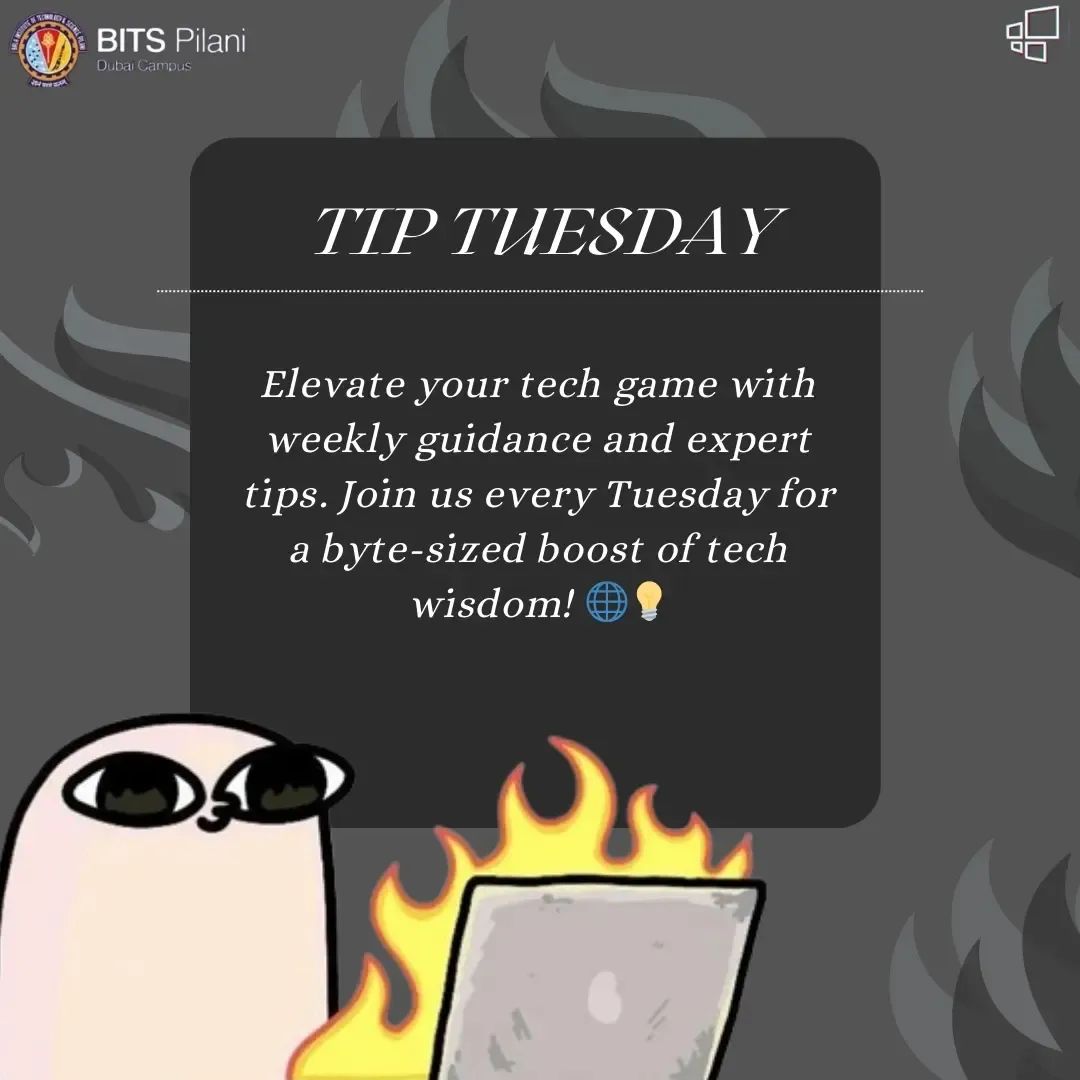 BITS Pilani
Dubai Campus
TIP TUESDAY
Elevate your tech game with
weekly guidance and expert
tips. Join us every Tuesday for
a byte-sized boost of tech
wisdom! 🌐💡